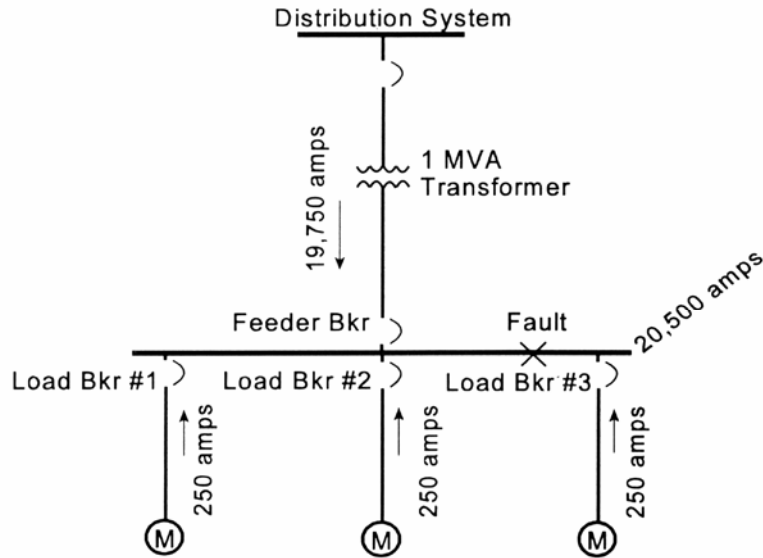 Distribution System
1 MVA
Transformer
19,750 amps
Feeder Bkr
Fault
20,500 amps
Load Bkr #1
Load Bkr #2
Load Bkr #3
250 amps
250 amps
250 amps
M
M
M